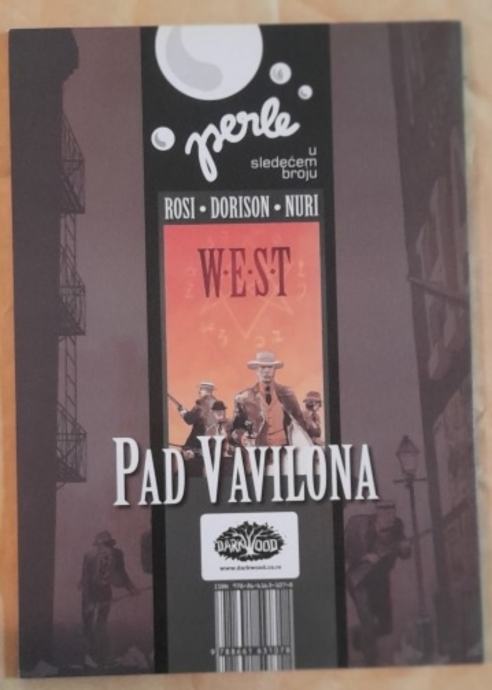 perle
u
sledećem
broju
ROSI • DORISON • NURI
W·E·S·T
PAD VAVILONA
DARKWOOD
www.darkwood.co.rs